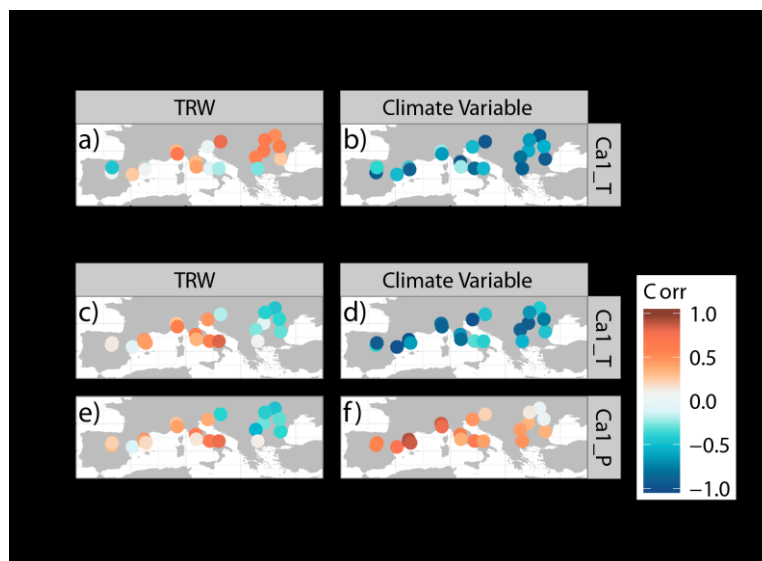 TRW
Climate Variable
a)
b)
Ca1_T
TRW
Climate Variable
c)
d)
Ca1_T
e)
f)
Ca1_P
Corr
1.0
0.5
0.0
−0.5
−1.0